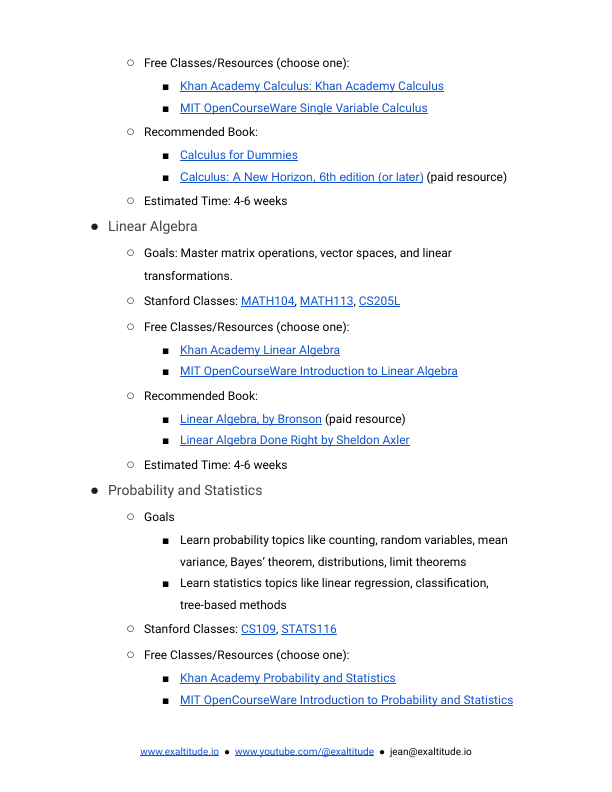 ○ Free Classes/Resources (choose one):
■ Khan Academy Calculus: Khan Academy Calculus
■ MIT OpenCourseWare Single Variable Calculus
○ Recommended Book:
■ Calculus for Dummies
■ Calculus: A New Horizon, 6th edition (or later) (paid resource)
○ Estimated Time: 4-6 weeks
● Linear Algebra
○ Goals: Master matrix operations, vector spaces, and linear
transformations.
○ Stanford Classes: MATH104, MATH113, CS205L
○ Free Classes/Resources (choose one):
■ Khan Academy Linear Algebra
■ MIT OpenCourseWare Introduction to Linear Algebra
○ Recommended Book:
■ Linear Algebra, by Bronson (paid resource)
■ Linear Algebra Done Right by Sheldon Axler
○ Estimated Time: 4-6 weeks
● Probability and Statistics
○ Goals
■ Learn probability topics like counting, random variables, mean
variance, Bayes’ theorem, distributions, limit theorems
■ Learn statistics topics like linear regression, classification,
tree-based methods
○ Stanford Classes: CS109, STATS116
○ Free Classes/Resources (choose one):
■ Khan Academy Probability and Statistics
■ MIT OpenCourseWare Introduction to Probability and Statistics
www.exaltitude.io ● www.youtube.com/@exaltitude ● jean@exaltitude.io